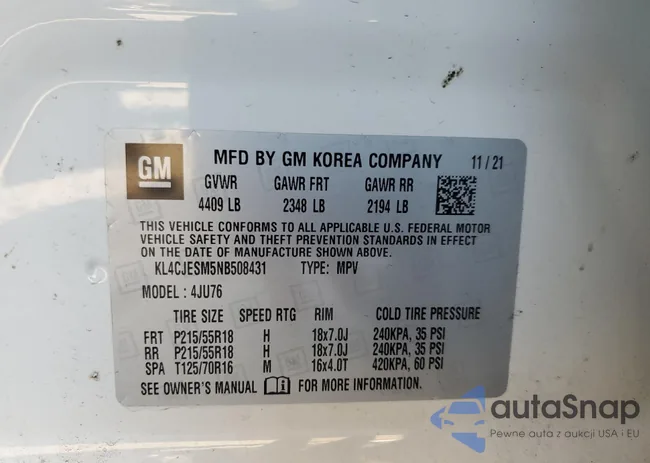 GM
MFD BY GM KOREA COMPANY 11/21
GVWR GAWR FRT GAWR RR
4409 LB 2348 LB 2194 LB
THIS VEHICLE CONFORMS TO ALL APPLICABLE U.S. FEDERAL MOTOR
VEHICLE SAFETY AND THEFT PREVENTION STANDARDS IN EFFECT
ON THE DATE OF MANUFACTURE SHOWN ABOVE.
KL4CJESM5NB508431 TYPE: MPV
MODEL: 4JU76
TIRE SIZE SPEED RTG RIM COLD TIRE PRESSURE
FRT P215/55R18 H 18x7.0J 240KPA, 35 PSI
RR P215/55R18 H 18x7.0J 240KPA, 35 PSI
SPA T125/70R16 M 16x4.0T 420KPA, 60 PSI
SEE OWNER'S MANUAL FOR MORE INFORMATION.
autaSnap
Pewne auta z aukcji USA i EU